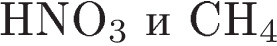 HNO₃ и CH₄